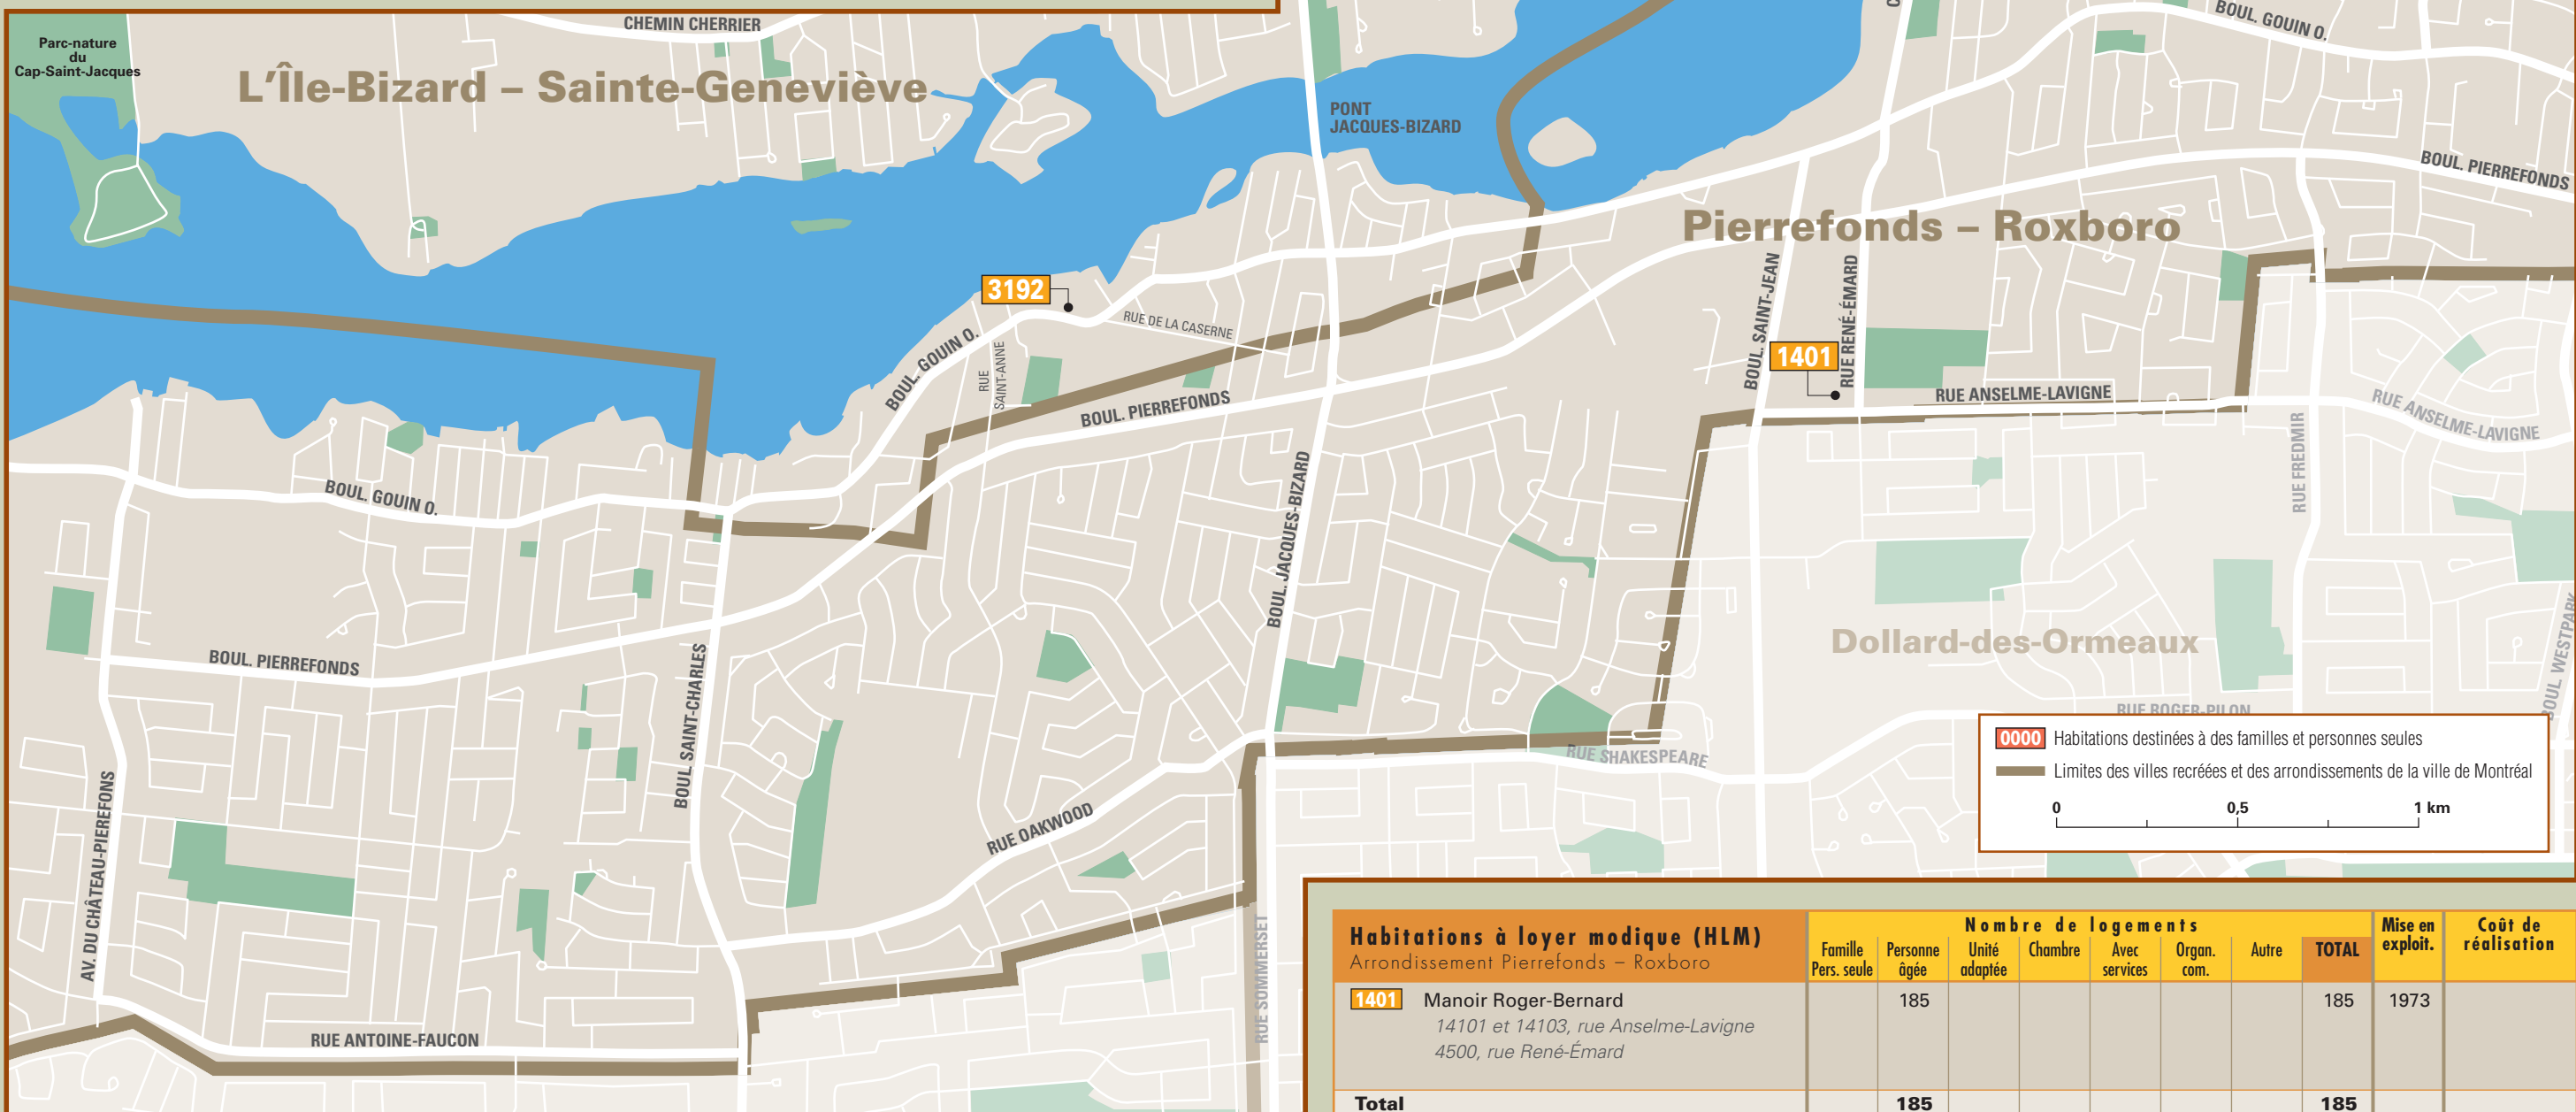 CHEMIN CHERRIER
BOUL. GOUIN O.
Parc-nature
du
Cap-Saint-Jacques
L'Île-Bizard – Sainte-Geneviève
PONT
JACQUES-BIZARD
BOUL. PIERREFONDS
Pierrefonds – Roxboro
3192
RUE DE LA CASERNE
BOUL. GOUIN O.
RUE
SAINT-ANNE
BOUL. SAINT-JEAN
RUE RENÉ-ÉMARD
1401
RUE ANSELME-LAVIGNE
RUE ANSELME-LAVIGNE
BOUL. PIERREFONDS
RUE FREDMIR
BOUL. GOUIN O.
BOUL. JACQUES-BIZARD
Dollard-des-Ormeaux
BOUL. WESTPARK
BOUL. PIERREFONDS
BOUL SAINT-CHARLES
RUE ROGER-PILON
RUE SHAKESPEARE
AV. DU CHÂTEAU-PIEREFONS
RUE OAKWOOD
0000 Habitations destinées à des familles et personnes seules
Limites des villes recréées et des arrondissements de la ville de Montréal
0 0,5 1 km
RUE SOMMERSET
RUE ANTOINE-FAUCON
Habitations à loyer modique (HLM)
Arrondissement Pierrefonds – Roxboro
Nombre de logements
Famille
Pers. seule
Personne
âgée
Unité
adaptée
Chambre
Avec
services
Organ.
com.
Autre
TOTAL
Mise en
exploit.
Coût de
réalisation
1401 Manoir Roger-Bernard 185 185 1973
14101 et 14103, rue Anselme-Lavigne
4500, rue René-Émard
Total 185 185